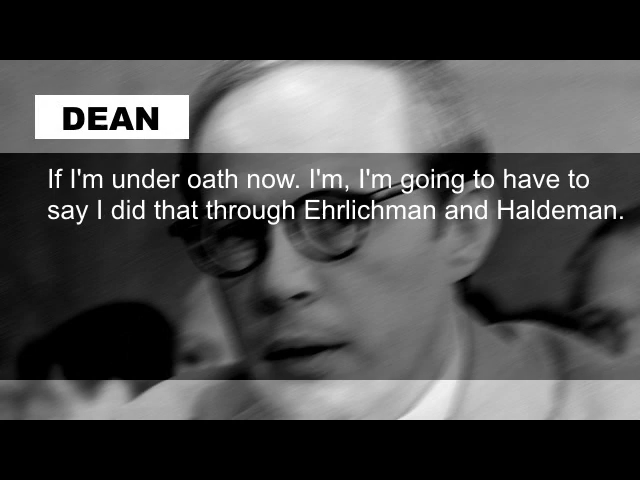 DEAN
If I'm under oath now. I'm, I'm going to have to
say I did that through Ehrlichman and Haldeman.